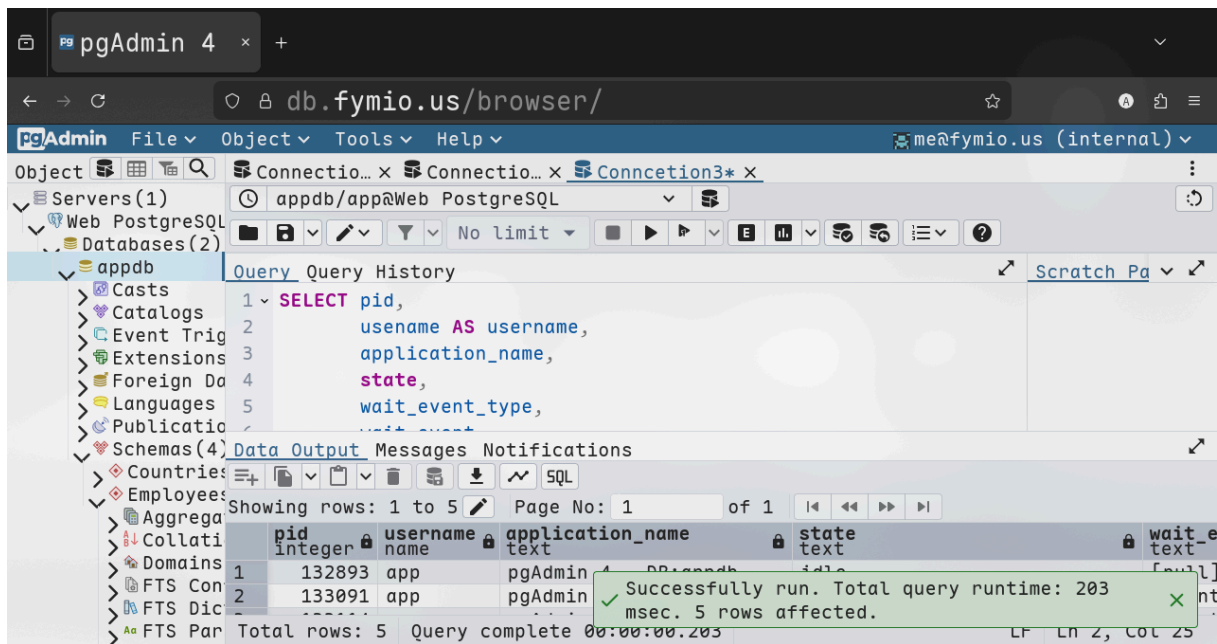 pgAdmin 4
db.fymio.us/browser/
pgAdmin File Object Tools Help me@fymio.us (internal)
Object Connectio… Connectio… Conncetion3*
Servers(1)
appdb/app@Web PostgreSQL
Web PostgreSQL
No limit
Databases(2)
appdb
Query Query History Scratch Pa
Casts
1 SELECT pid,
Catalogs
2 usename AS username,
Event Trig
3 application_name,
Extensions
Foreign Da
4 state,
Languages
5 wait_event_type,
Publicatio
Schemas(4)
Data Output Messages Notifications
Countries
SQL
Employees
Showing rows: 1 to 5 Page No: 1 of 1
Aggrega
pid username application_name state wait_e
integer name text text text
Collati
Domains
1 132893 app pgAdmin 4 DB:appdb idle [null]
FTS Con
2 133091 app pgAdmin
Successfully run. Total query runtime: 203
msec. 5 rows affected.
FTS Dic
FTS Par
Total rows: 5 Query complete 00:00:00.203 LF Ln 2, Col 25